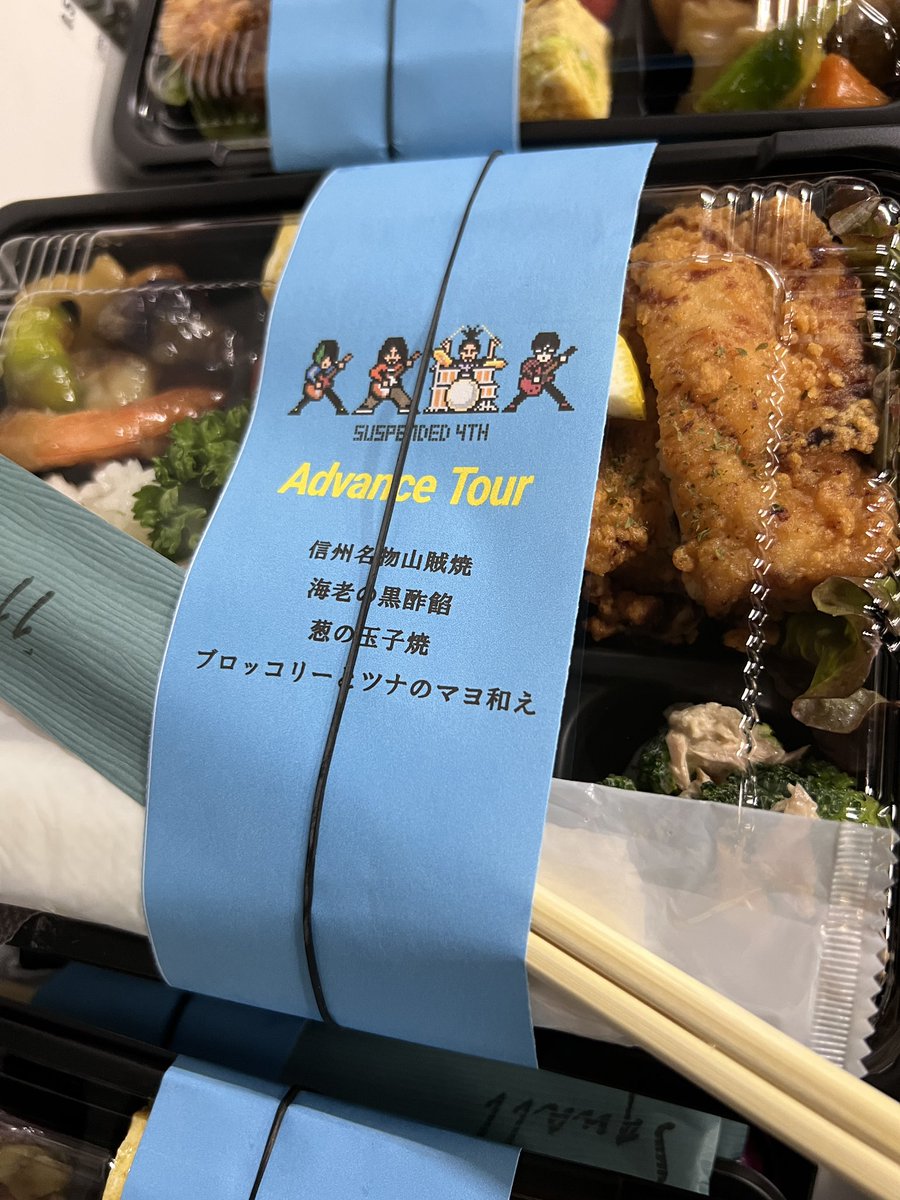 SUSPENDED 4TH
Advance Tour
信州名物山賊焼
海老の黒酢餡
葱の玉子焼
ブロッコリーとツナのマヨ和え